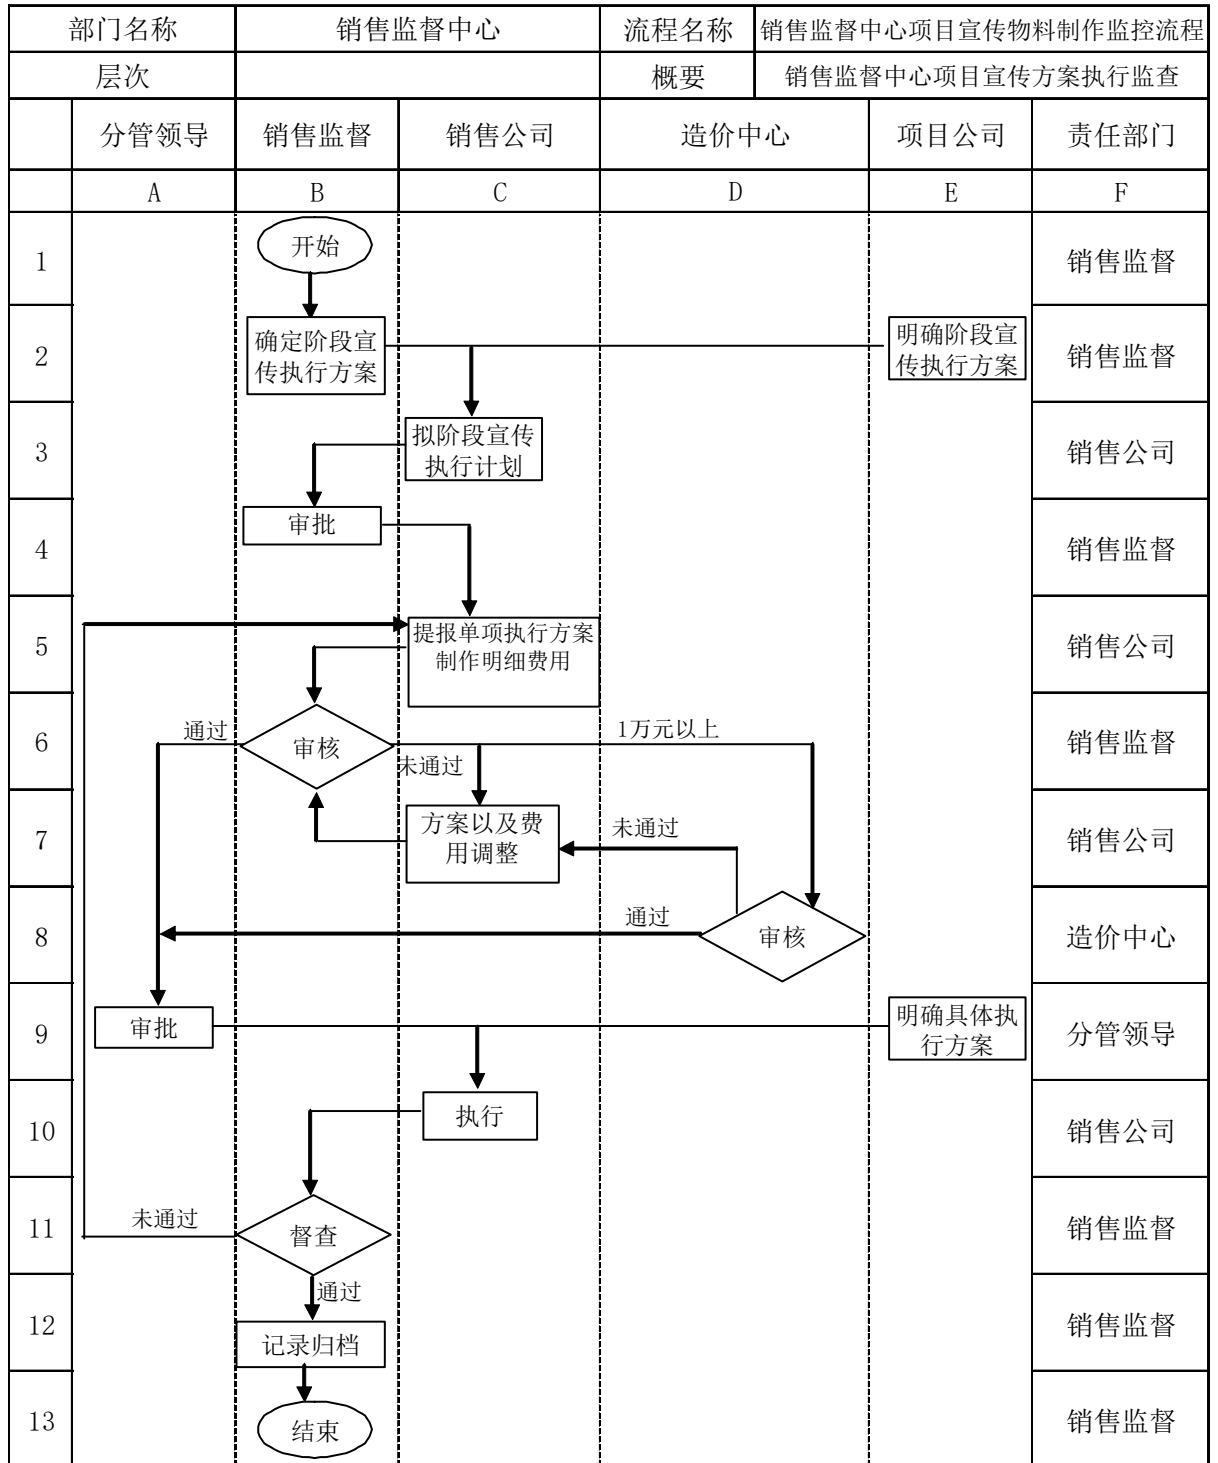 部门名称 销售监督中心 流程名称 销售监督中心项目宣传物料制作监控流程
层次 概要 销售监督中心项目宣传方案执行监查
分管领导 销售监督 销售公司 造价中心 项目公司 责任部门
A B C D E F
开始
1 销售监督
确定阶段宣
传执行方案
明确阶段宣
传执行方案
2 销售监督
拟阶段宣传
执行计划
3 销售公司
审批
4 销售监督
提报单项执行方案
制作明细费用
5 销售公司
通过
审核
未通过
1万元以上
6 销售监督
方案以及费
用调整
未通过
7 销售公司
通过
审核
8 造价中心
审批
明确具体执
行方案
9 分管领导
执行
10 销售公司
未通过
督查
11 销售监督
通过
记录归档
12 销售监督
结束
13 销售监督